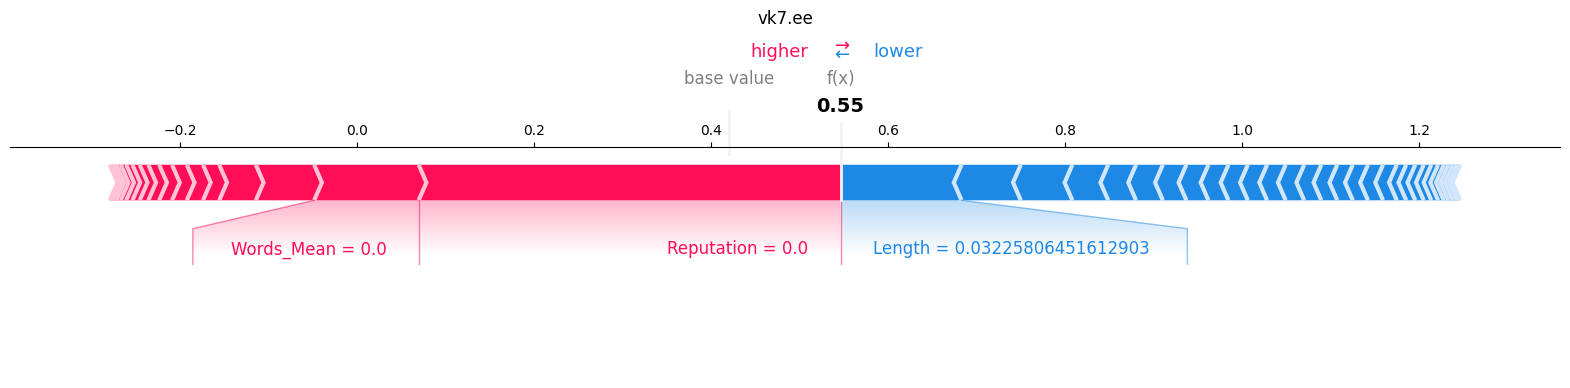 vk7.ee
higher ⇄ lower
base value f(x)
0.55
−0.2 0.0 0.2 0.4 0.6 0.8 1.0 1.2
Words_Mean = 0.0 Reputation = 0.0 Length = 0.03225806451612903